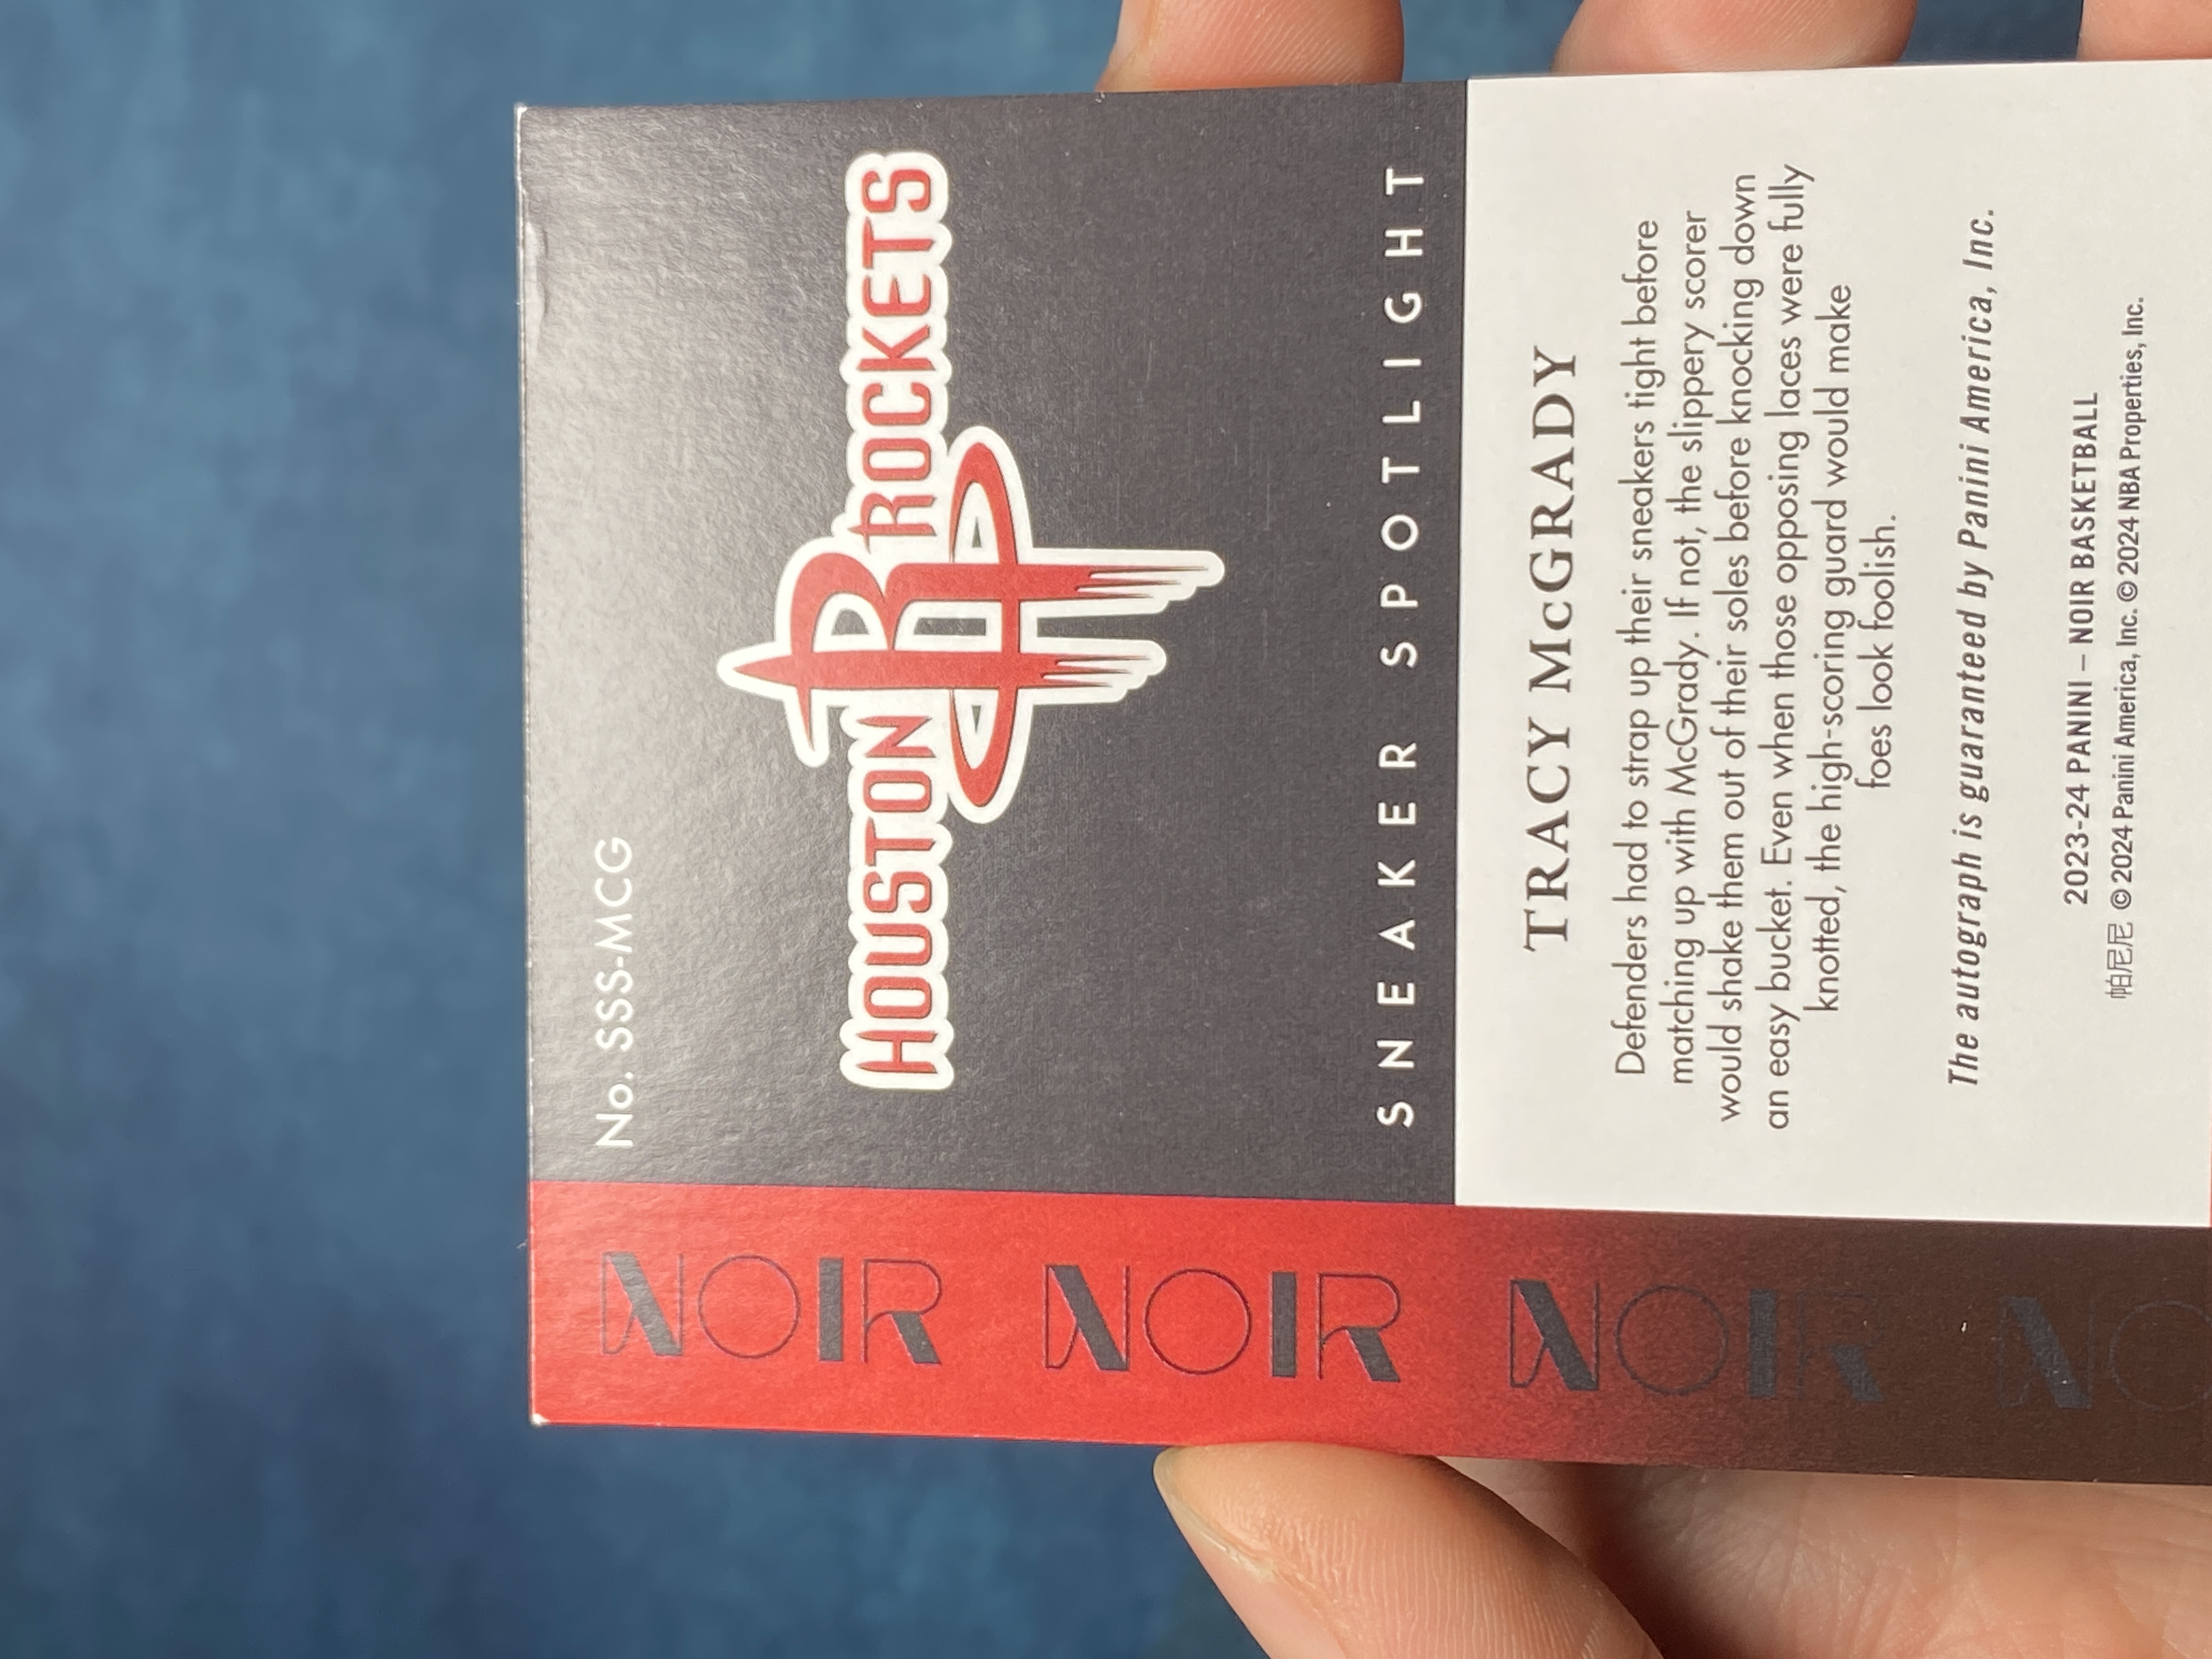 No. SSS-MCG
HOUSTON ROCKETS
SNEAKER SPOTLIGHT
TRACY McGRADY
Defenders had to strap up their sneakers tight before
matching up with McGrady. If not, the slippery scorer
would shake them out of their soles before knocking down
an easy bucket. Even when those opposing laces were fully
knotted, the high-scoring guard would make
foes look foolish.
The autograph is guaranteed by Panini America, Inc.
2023-24 PANINI – NOIR BASKETBALL
帕尼尼 © 2024 Panini America, Inc. © 2024 NBA Properties, Inc.
NOIR NOIR NOIR NO